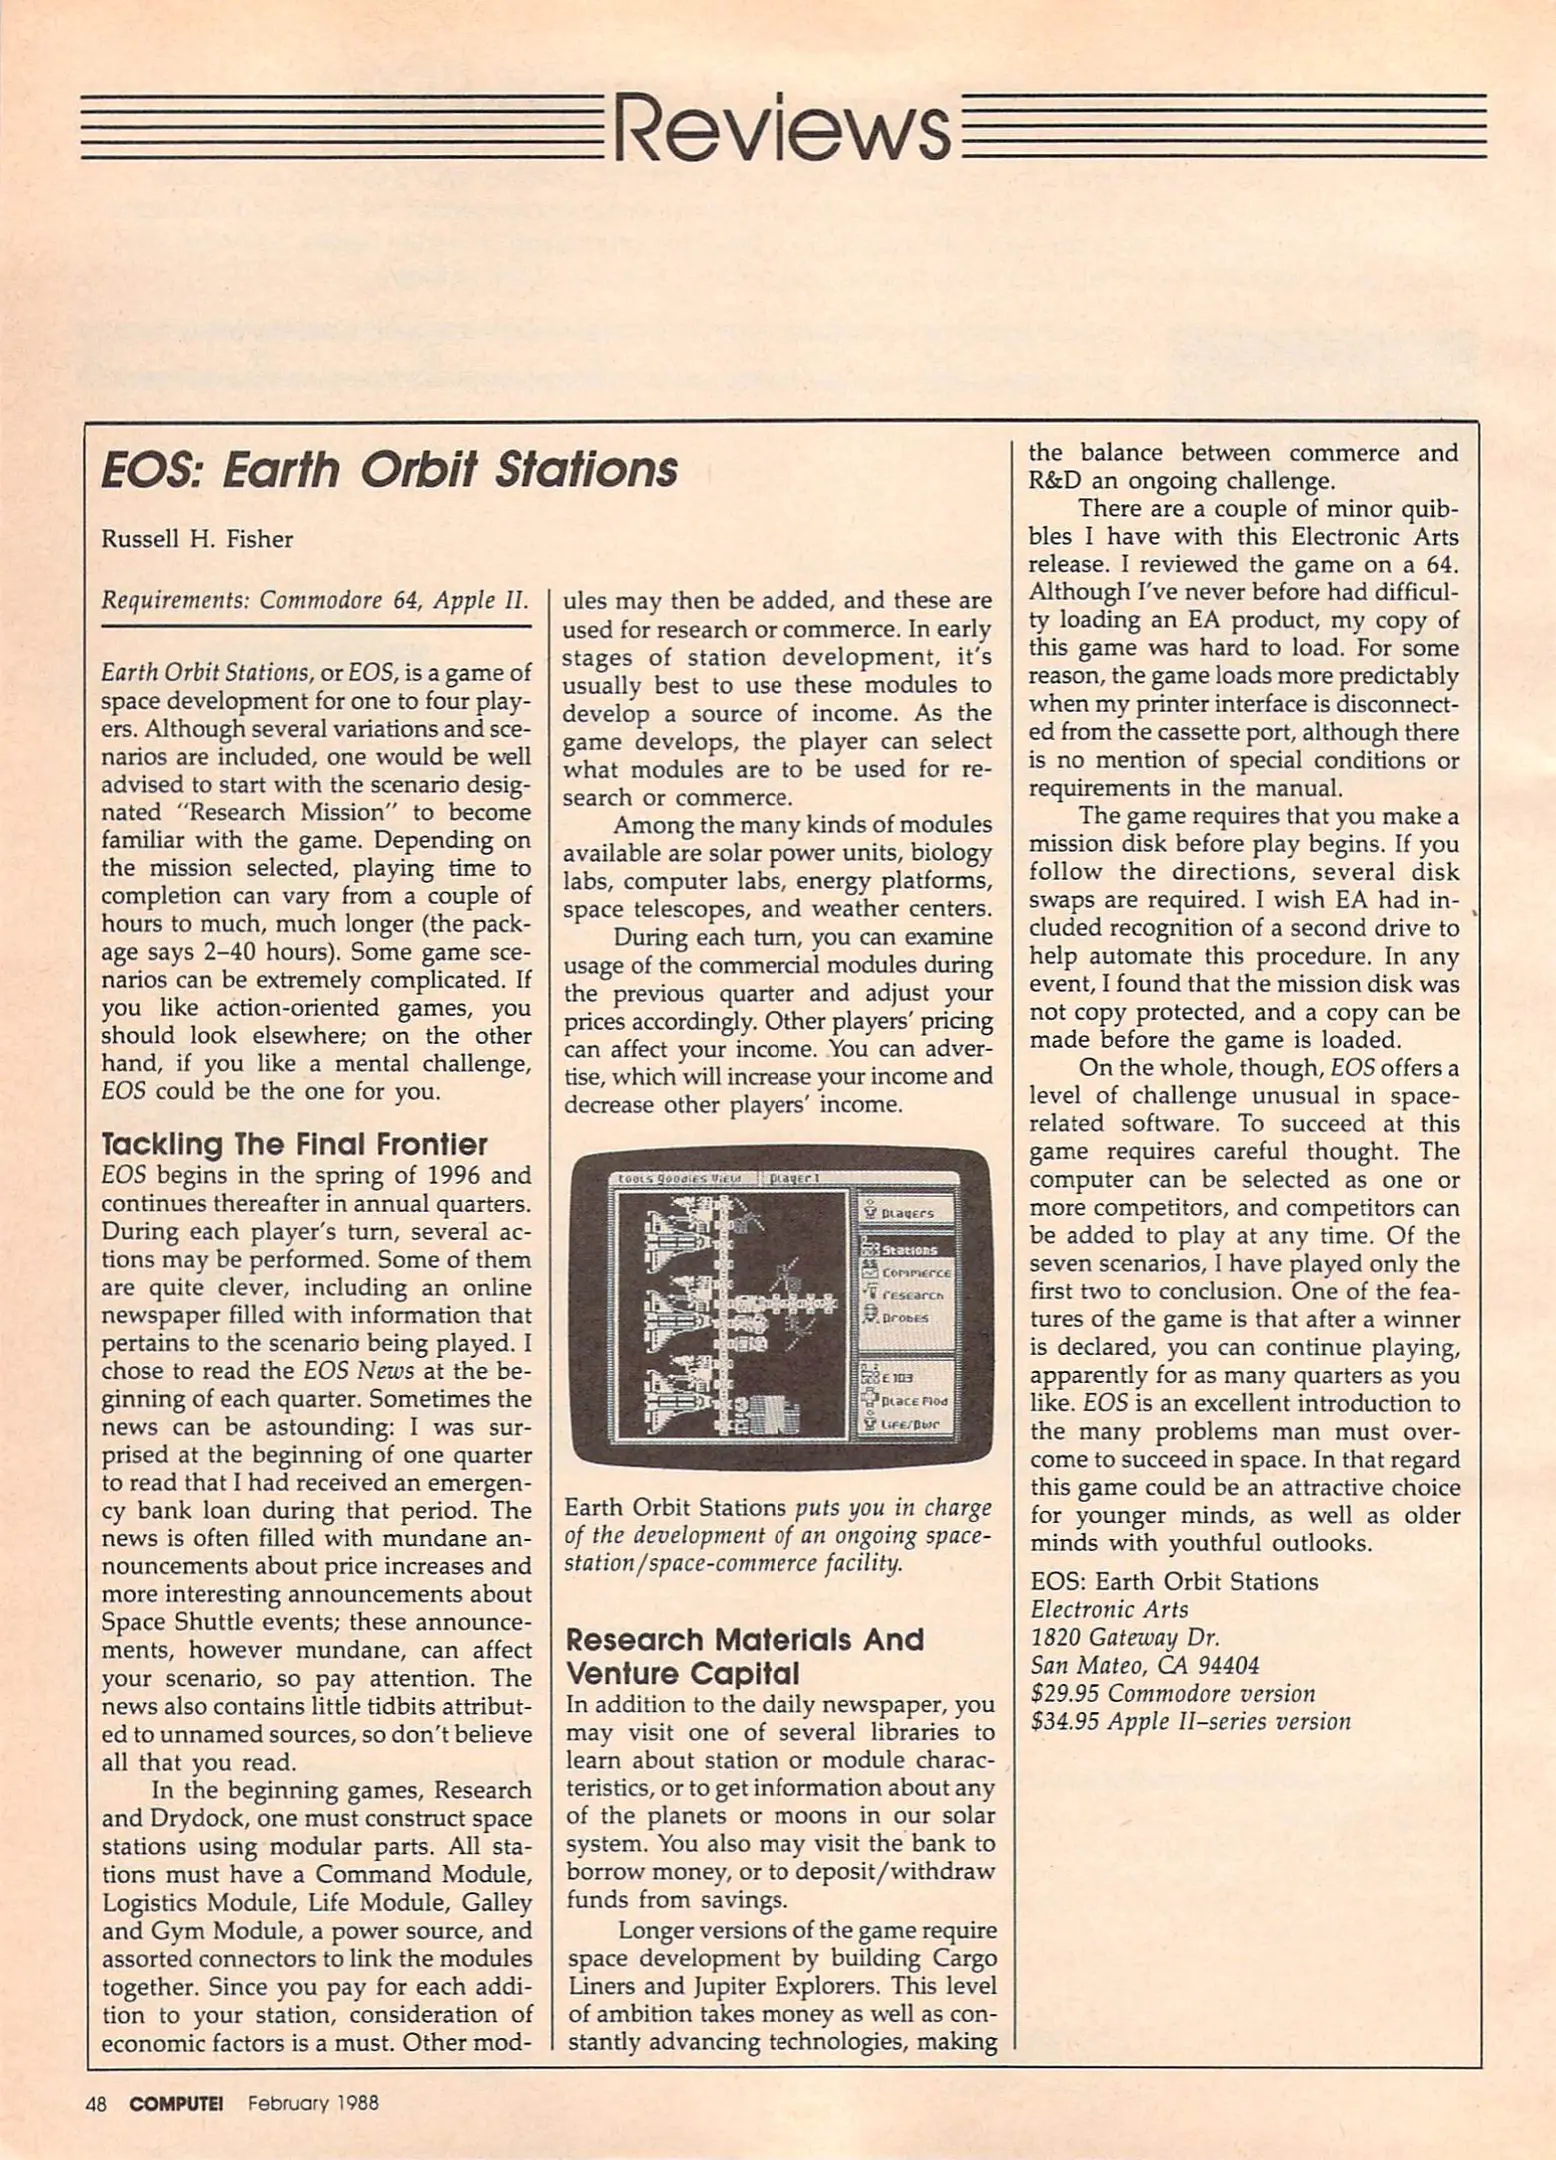 Reviews
EOS: Earth Orbit Stations
Russell H. Fisher
Requirements: Commodore 64, Apple II.
Earth Orbit Stations, or EOS, is a game of
space development for one to four play-
ers. Although several variations and sce-
narios are included, one would be well
advised to start with the scenario desig-
nated "Research Mission" to become
familiar with the game. Depending on
the mission selected, playing time to
completion can vary from a couple of
hours to much, much longer (the pack-
age says 2–40 hours). Some game sce-
narios can be extremely complicated. If
you like action-oriented games, you
should look elsewhere; on the other
hand, if you like a mental challenge,
EOS could be the one for you.
Tackling The Final Frontier
EOS begins in the spring of 1996 and
continues thereafter in annual quarters.
During each player's turn, several ac-
tions may be performed. Some of them
are quite clever, including an online
newspaper filled with information that
pertains to the scenario being played. I
chose to read the EOS News at the be-
ginning of each quarter. Sometimes the
news can be astounding: I was sur-
prised at the beginning of one quarter
to read that I had received an emergen-
cy bank loan during that period. The
news is often filled with mundane an-
nouncements about price increases and
more interesting announcements about
Space Shuttle events; these announce-
ments, however mundane, can affect
your scenario, so pay attention. The
news also contains little tidbits attribut-
ed to unnamed sources, so don't believe
all that you read.
In the beginning games, Research
and Drydock, one must construct space
stations using modular parts. All sta-
tions must have a Command Module,
Logistics Module, Life Module, Galley
and Gym Module, a power source, and
assorted connectors to link the modules
together. Since you pay for each addi-
tion to your station, consideration of
economic factors is a must. Other mod-
ules may then be added, and these are
used for research or commerce. In early
stages of station development, it's
usually best to use these modules to
develop a source of income. As the
game develops, the player can select
what modules are to be used for re-
search or commerce.
Among the many kinds of modules
available are solar power units, biology
labs, computer labs, energy platforms,
space telescopes, and weather centers.
During each turn, you can examine
usage of the commercial modules during
the previous quarter and adjust your
prices accordingly. Other players' pricing
can affect your income. You can adver-
tise, which will increase your income and
decrease other players' income.
tools goodies View player 1
players
Stations
Commerce
research
probes
E 103
place Mod
Life/pwr
Earth Orbit Stations puts you in charge
of the development of an ongoing space-
station/space-commerce facility.
Research Materials And
Venture Capital
In addition to the daily newspaper, you
may visit one of several libraries to
learn about station or module charac-
teristics, or to get information about any
of the planets or moons in our solar
system. You also may visit the bank to
borrow money, or to deposit/withdraw
funds from savings.
Longer versions of the game require
space development by building Cargo
Liners and Jupiter Explorers. This level
of ambition takes money as well as con-
stantly advancing technologies, making
the balance between commerce and
R&D an ongoing challenge.
There are a couple of minor quib-
bles I have with this Electronic Arts
release. I reviewed the game on a 64.
Although I've never before had difficul-
ty loading an EA product, my copy of
this game was hard to load. For some
reason, the game loads more predictably
when my printer interface is disconnect-
ed from the cassette port, although there
is no mention of special conditions or
requirements in the manual.
The game requires that you make a
mission disk before play begins. If you
follow the directions, several disk
swaps are required. I wish EA had in-
cluded recognition of a second drive to
help automate this procedure. In any
event, I found that the mission disk was
not copy protected, and a copy can be
made before the game is loaded.
On the whole, though, EOS offers a
level of challenge unusual in space-
related software. To succeed at this
game requires careful thought. The
computer can be selected as one or
more competitors, and competitors can
be added to play at any time. Of the
seven scenarios, I have played only the
first two to conclusion. One of the fea-
tures of the game is that after a winner
is declared, you can continue playing,
apparently for as many quarters as you
like. EOS is an excellent introduction to
the many problems man must over-
come to succeed in space. In that regard
this game could be an attractive choice
for younger minds, as well as older
minds with youthful outlooks.
EOS: Earth Orbit Stations
Electronic Arts
1820 Gateway Dr.
San Mateo, CA 94404
$29.95 Commodore version
$34.95 Apple II–series version
48 COMPUTE! February 1988